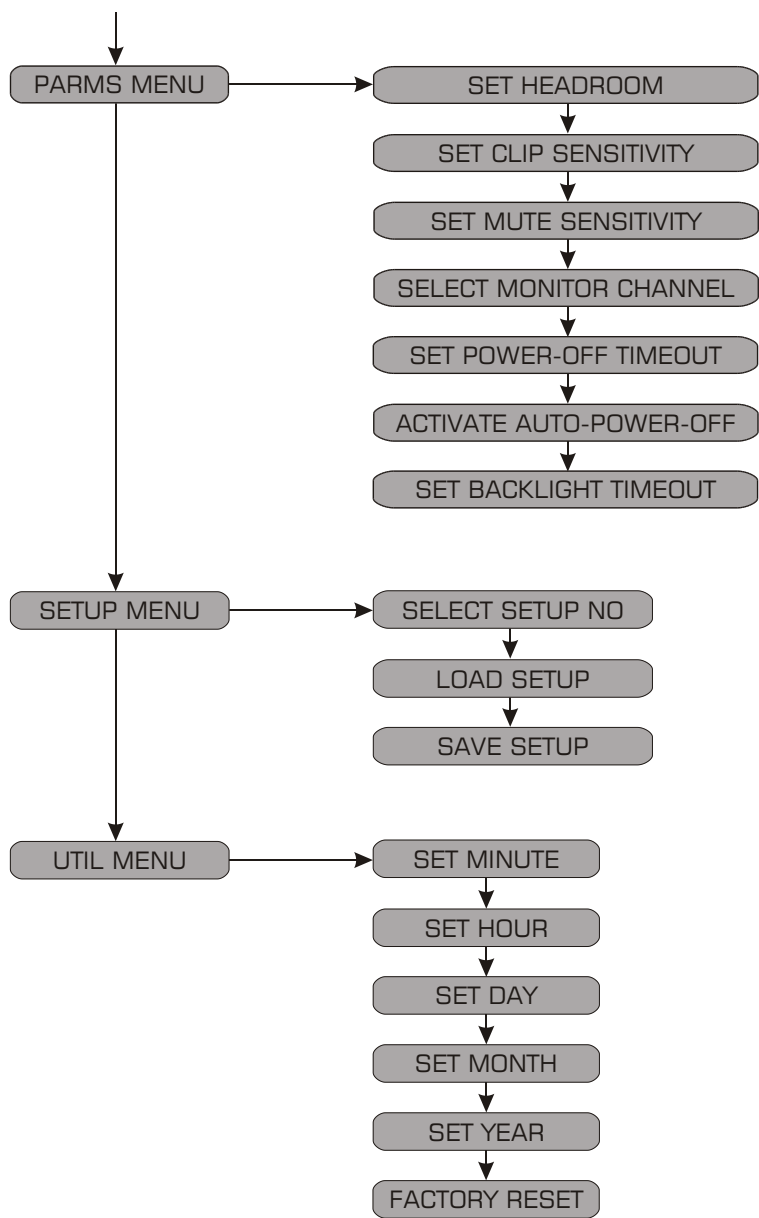 PARMS MENU
SET HEADROOM
SET CLIP SENSITIVITY
SET MUTE SENSITIVITY
SELECT MONITOR CHANNEL
SET POWER-OFF TIMEOUT
ACTIVATE AUTO-POWER-OFF
SET BACKLIGHT TIMEOUT
SETUP MENU
SELECT SETUP NO
LOAD SETUP
SAVE SETUP
UTIL MENU
SET MINUTE
SET HOUR
SET DAY
SET MONTH
SET YEAR
FACTORY RESET